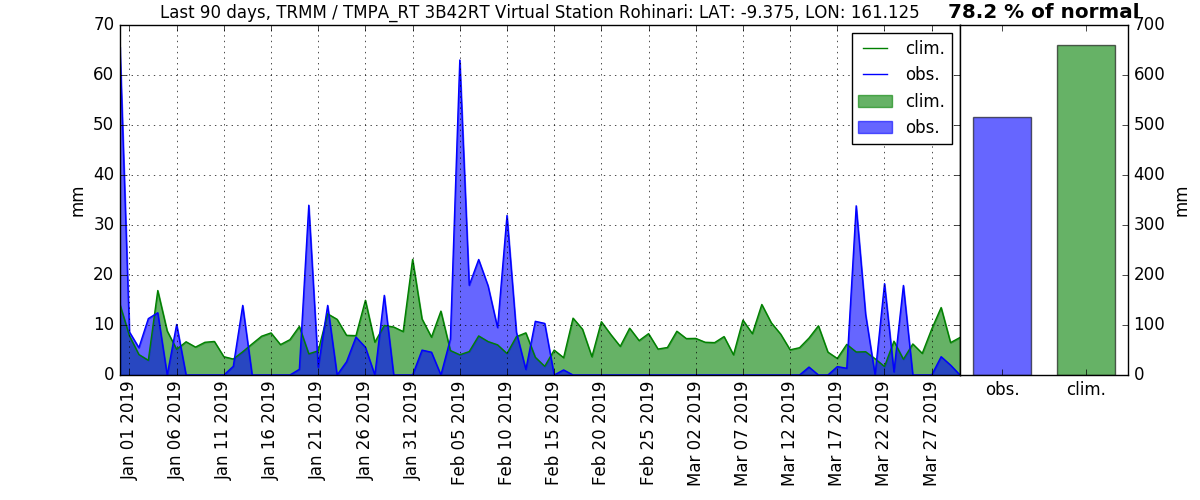 Last 90 days, TRMM / TMPA_RT 3B42RT Virtual Station Rohinari: LAT: -9.375, LON: 161.125
78.2 % of normal
70
60
50
40
30
20
10
0
mm
clim.
obs.
clim.
obs.
700
600
500
400
300
200
100
0
mm
obs.
clim.
Jan 01 2019
Jan 06 2019
Jan 11 2019
Jan 16 2019
Jan 21 2019
Jan 26 2019
Jan 31 2019
Feb 05 2019
Feb 10 2019
Feb 15 2019
Feb 20 2019
Feb 25 2019
Mar 02 2019
Mar 07 2019
Mar 12 2019
Mar 17 2019
Mar 22 2019
Mar 27 2019